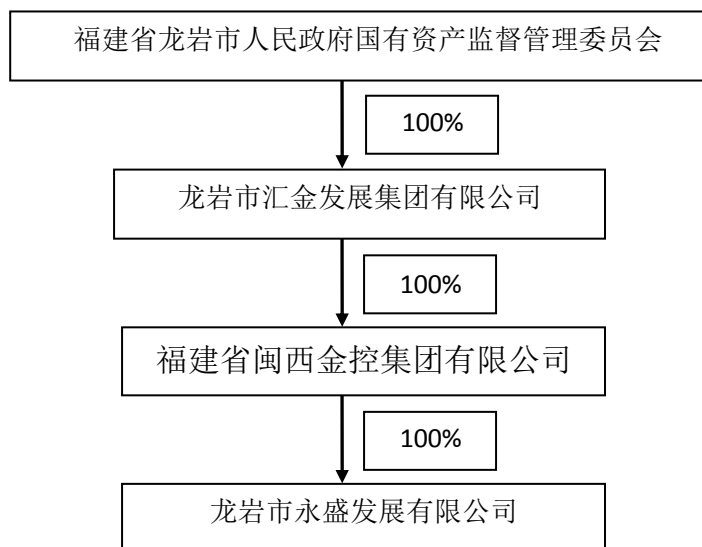 福建省龙岩市人民政府国有资产监督管理委员会
100%
龙岩市汇金发展集团有限公司
100%
福建省闽西金控集团有限公司
100%
龙岩市永盛发展有限公司